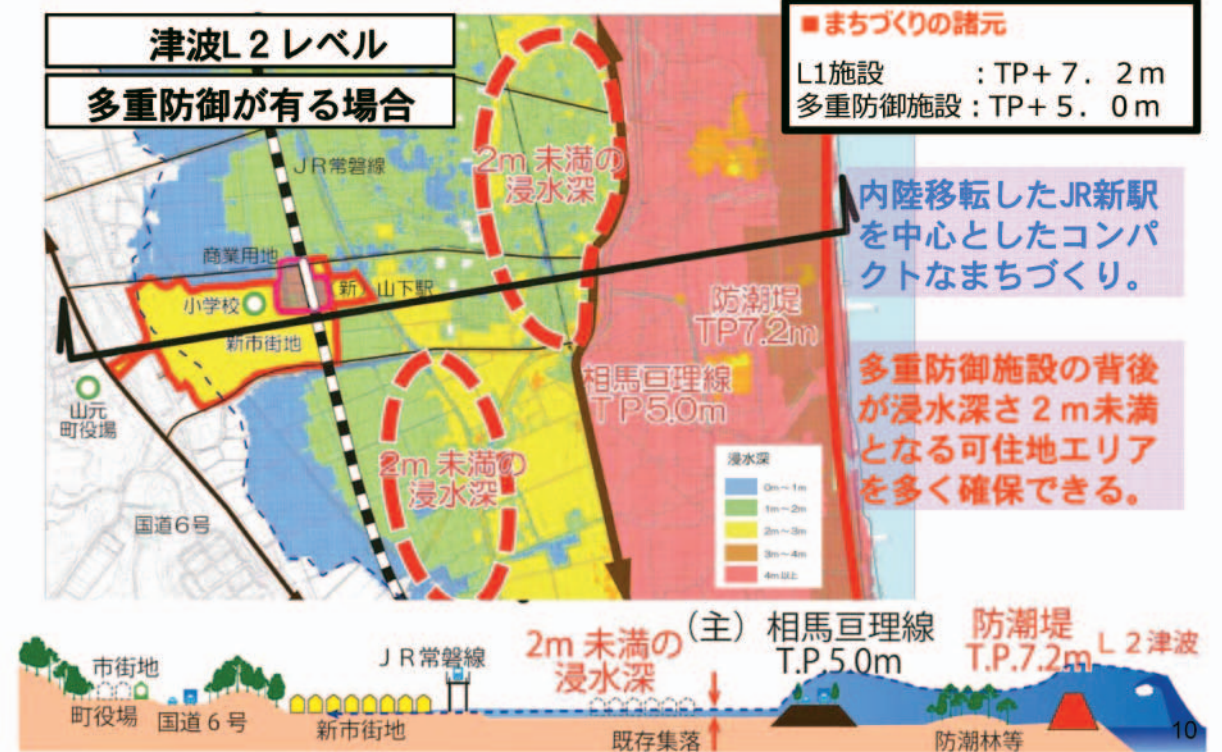 津波L２レベル
多重防御が有る場合
■まちづくりの諸元
L1施設　　　：TP＋７．２ｍ
多重防御施設：TP＋５．０ｍ
ＪＲ常磐線
2m 未満の
浸水深
商業用地
新　山下駅
小学校
新市街地
山元
町役場
国道６号
2m 未満の
浸水深
防潮堤
TP7.2m
相馬亘理線
ＴＰ5.0m
浸水深
0m～1m
1m～2m
2m～3m
3m～4m
4m以上
内陸移転したJR新駅
を中心としたコンパ
クトなまちづくり。
多重防御施設の背後
が浸水深さ２ｍ未満
となる可住地エリア
を多く確保できる。
市街地
町役場
国道６号
新市街地
ＪＲ常磐線
2m 未満の
浸水深
既存集落
（主）相馬亘理線
T.P.5.0m
防潮堤
T.P.7.2m
Ｌ２津波
防潮林等
10